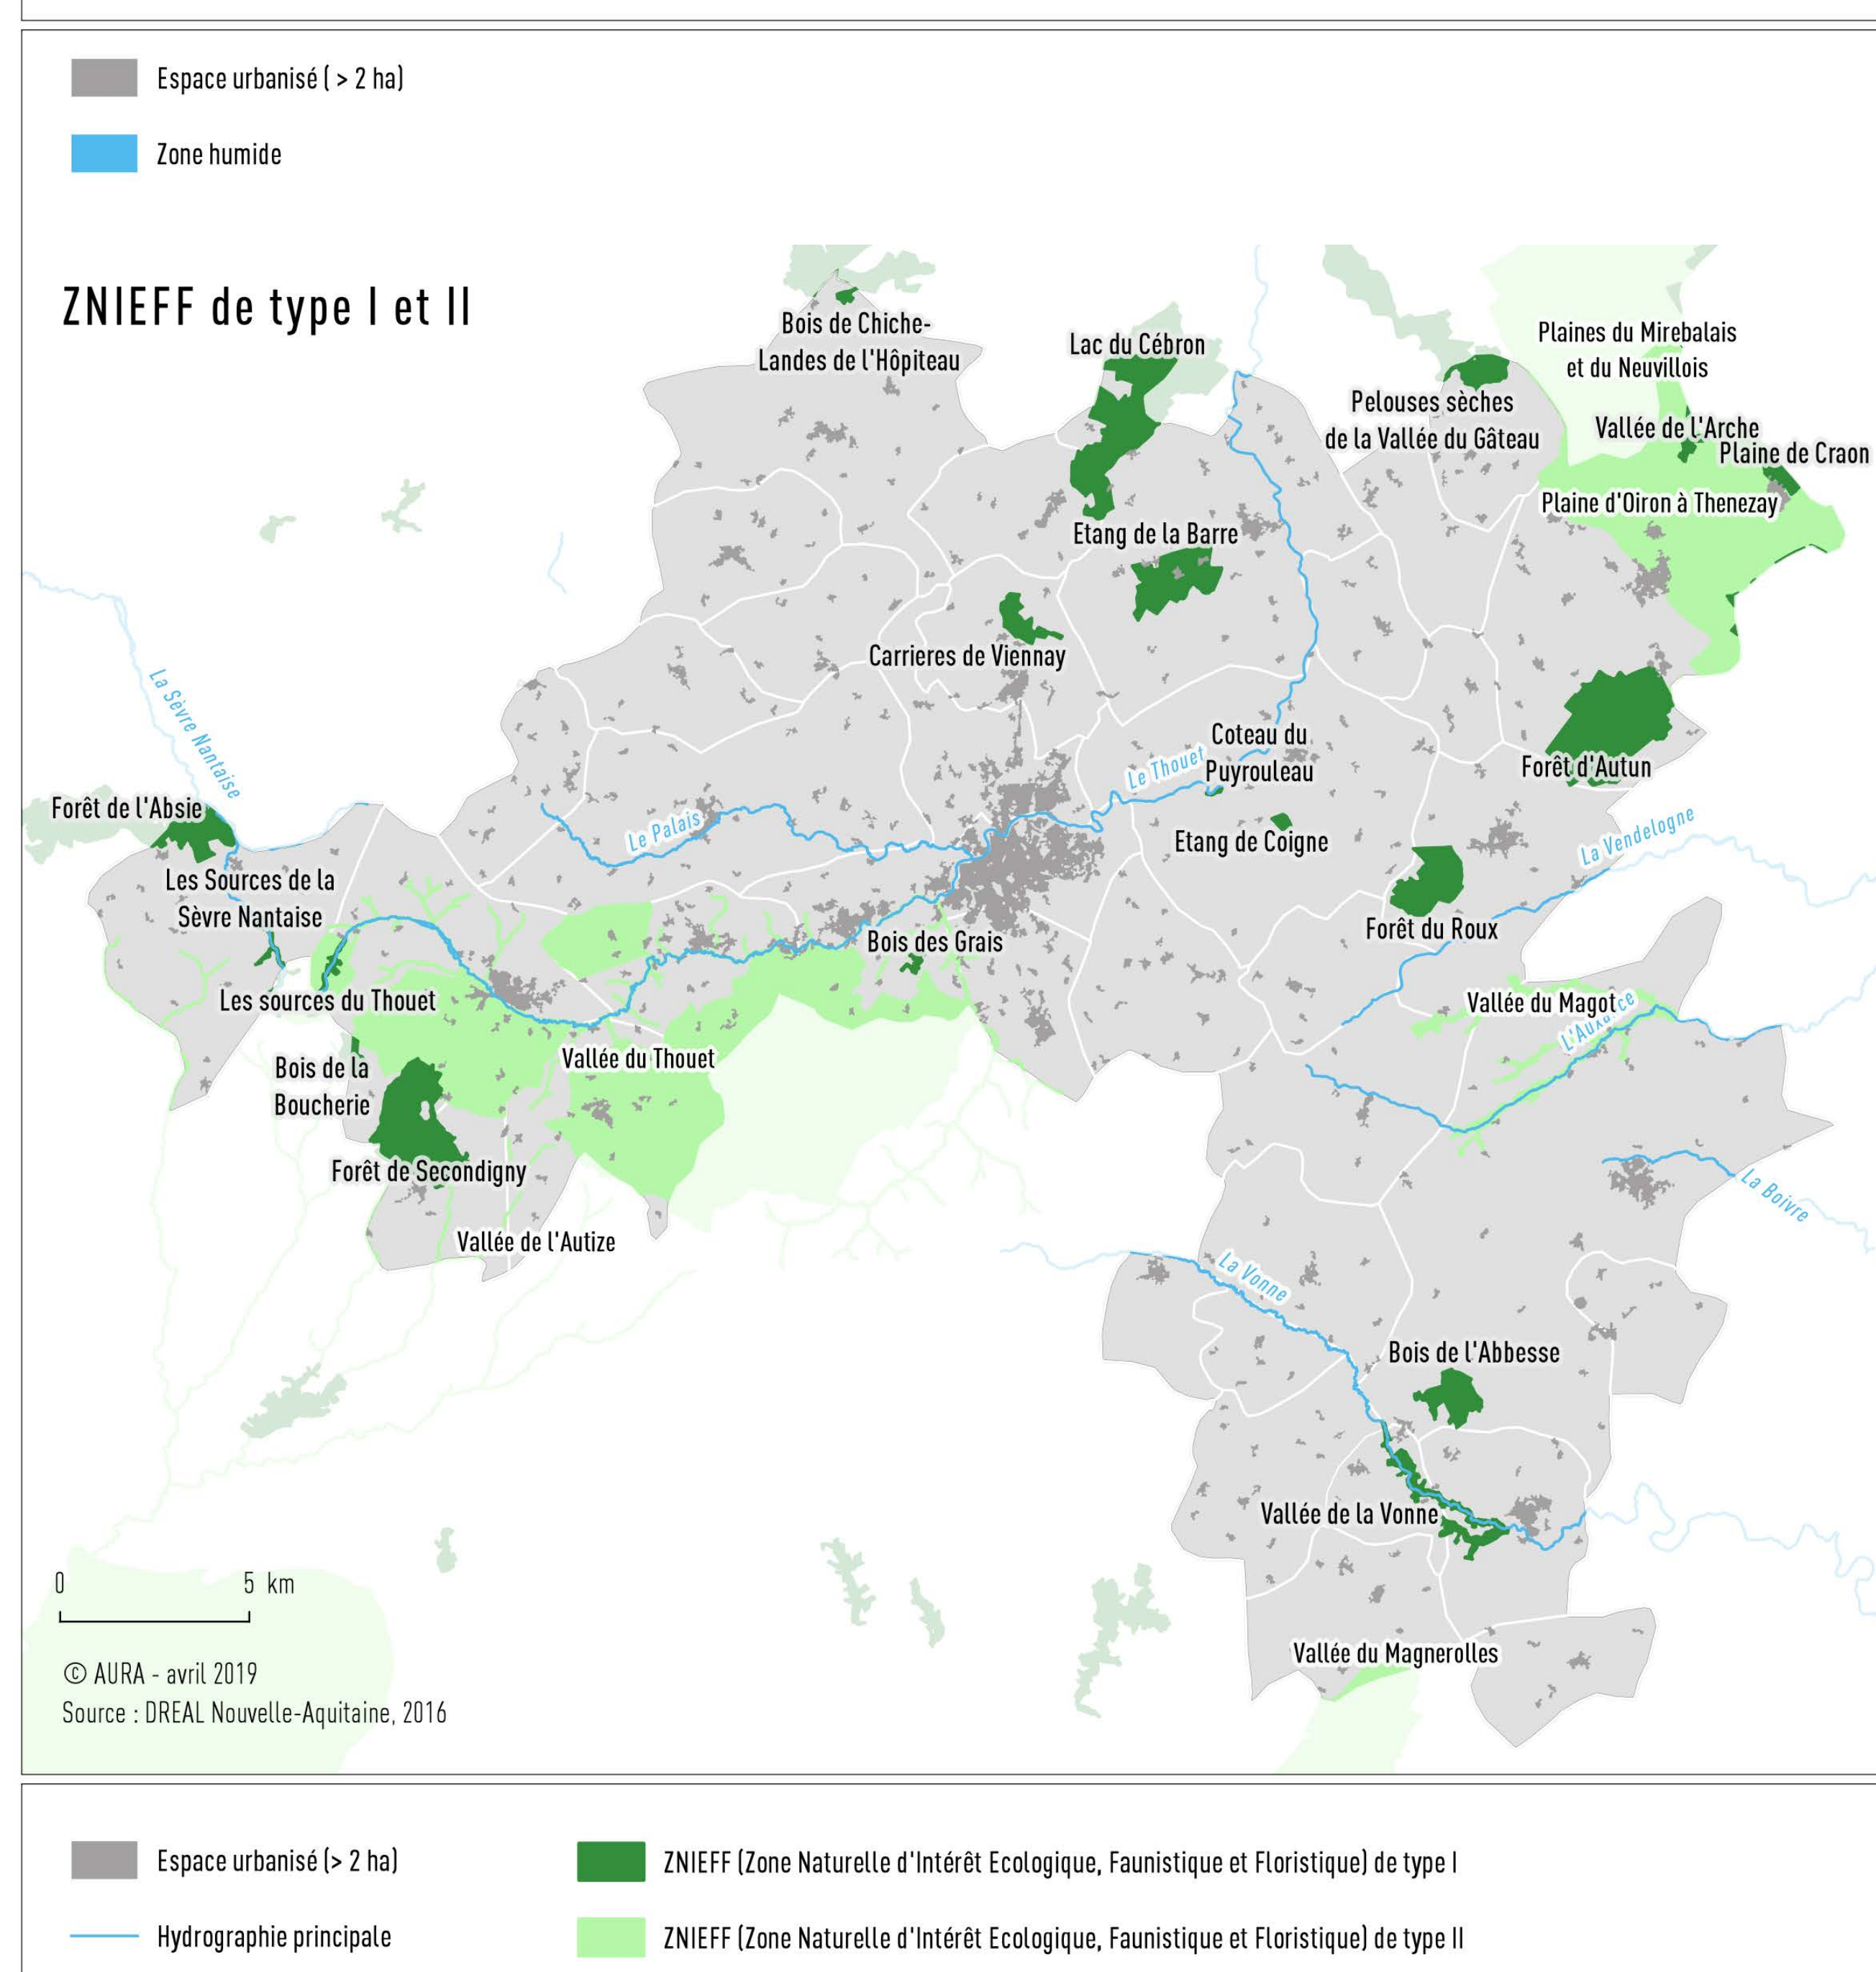 Espace urbanisé ( > 2 ha)
Zone humide
ZNIEFF de type I et II
Bois de Chiche-
Landes de l'Hôpiteau
Lac du Cébron
Plaines du Mirebalais
et du Neuvillois
Pelouses sèches
de la Vallée du Gâteau
Vallée de l'Arche
Plaine de Craon
Plaine d'Oiron à Thenezay
Etang de la Barre
Carrieres de Viennay
La Sèvre Nantaise
Coteau du
Puyrouleau
Le Thouet
Forêt d'Autun
Forêt de l'Absie
Le Palais
Etang de Coigne
La Vendelogne
Les Sources de la
Sèvre Nantaise
Bois des Grais
Forêt du Roux
Les sources du Thouet
Vallée du Magot
L'Auxance
Bois de la
Boucherie
Vallée du Thouet
Forêt de Secondigny
La Boivre
Vallée de l'Autize
La Vonne
Bois de l'Abbesse
Vallée de la Vonne
0 5 km
Vallée du Magnerolles
© AURA - avril 2019
Source : DREAL Nouvelle-Aquitaine, 2016
Espace urbanisé (> 2 ha)
ZNIEFF (Zone Naturelle d'Intérêt Ecologique, Faunistique et Floristique) de type I
Hydrographie principale
ZNIEFF (Zone Naturelle d'Intérêt Ecologique, Faunistique et Floristique) de type II